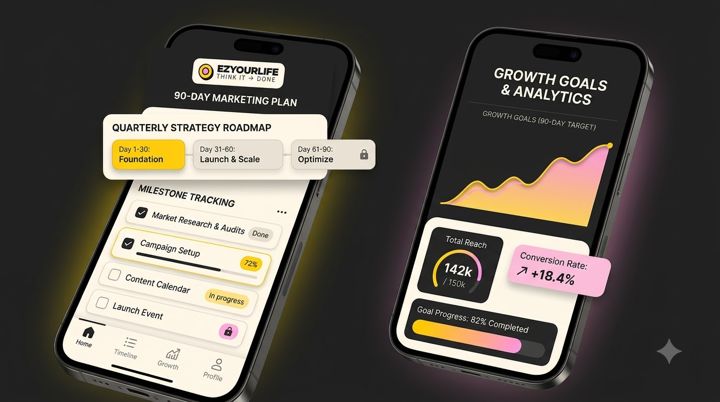 EZYOURLIFE
THINK IT → DONE
90-DAY MARKETING PLAN
QUARTERLY STRATEGY ROADMAP
Day 1-30:
Foundation
Day 31-60:
Launch & Scale
Day 61-90:
Optimize
MILESTONE TRACKING
Market Research & Audits
Done
Campaign Setup
72%
Content Calendar
In progress
Launch Event
Home
Timeline
Growth
Profile
GROWTH GOALS
& ANALYTICS
GROWTH GOALS (90-DAY TARGET)
Total Reach
142k
/ 150k
Conversion Rate:
↗ +18.4%
Goal Progress: 82% Completed